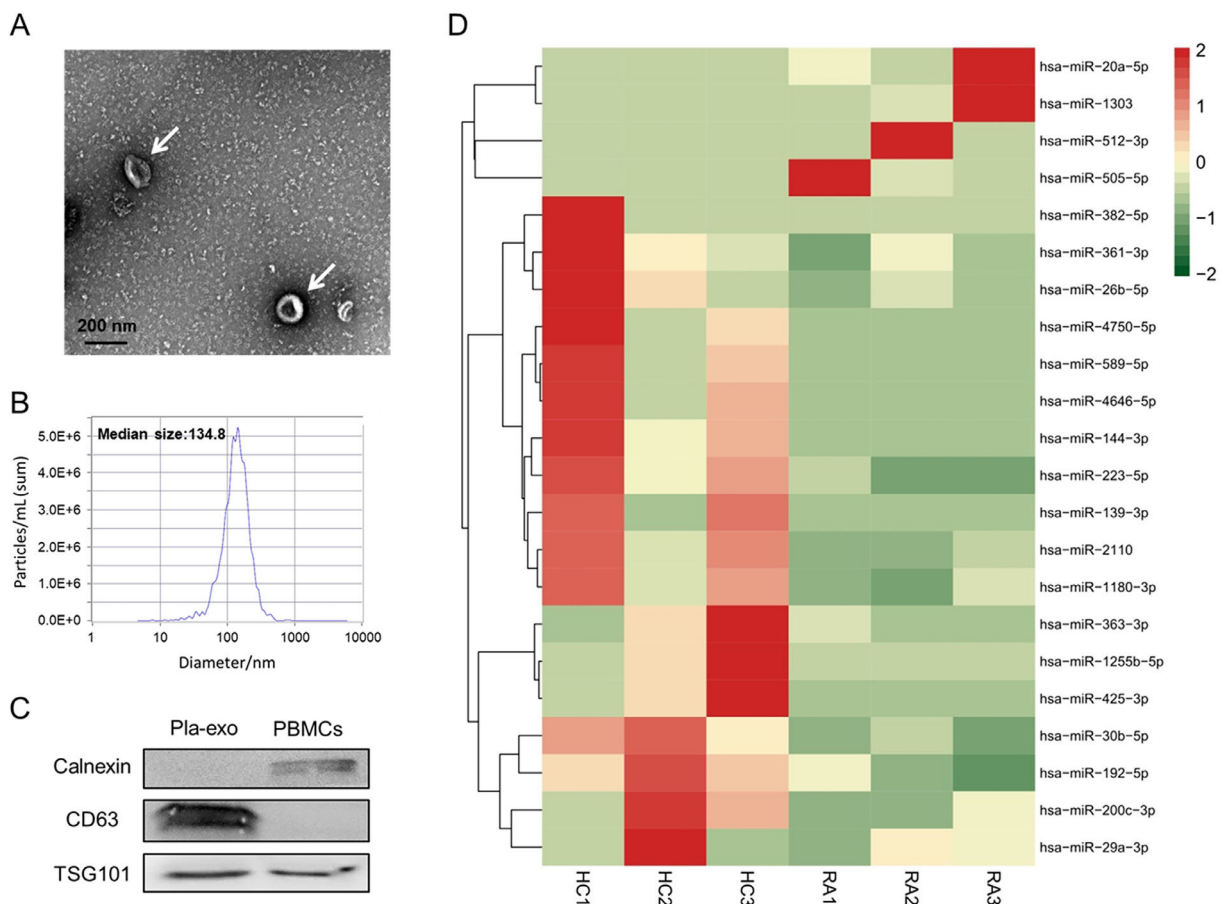 A
200 nm
B
Median size:134.8
Particles/mL (sum)
5.0E+6
4.0E+6
3.0E+6
2.0E+6
1.0E+6
0.0E+0
1
10
100
1000
10000
Diameter/nm
C
Pla-exo
PBMCs
Calnexin
CD63
TSG101
D
hsa-miR-20a-5p
hsa-miR-1303
hsa-miR-512-3p
hsa-miR-505-5p
hsa-miR-382-5p
hsa-miR-361-3p
hsa-miR-26b-5p
hsa-miR-4750-5p
hsa-miR-589-5p
hsa-miR-4646-5p
hsa-miR-144-3p
hsa-miR-223-5p
hsa-miR-139-3p
hsa-miR-2110
hsa-miR-1180-3p
hsa-miR-363-3p
hsa-miR-1255b-5p
hsa-miR-425-3p
hsa-miR-30b-5p
hsa-miR-192-5p
hsa-miR-200c-3p
hsa-miR-29a-3p
HC1
HC2
HC3
RA1
RA2
RA3
2
1
0
−1
−2